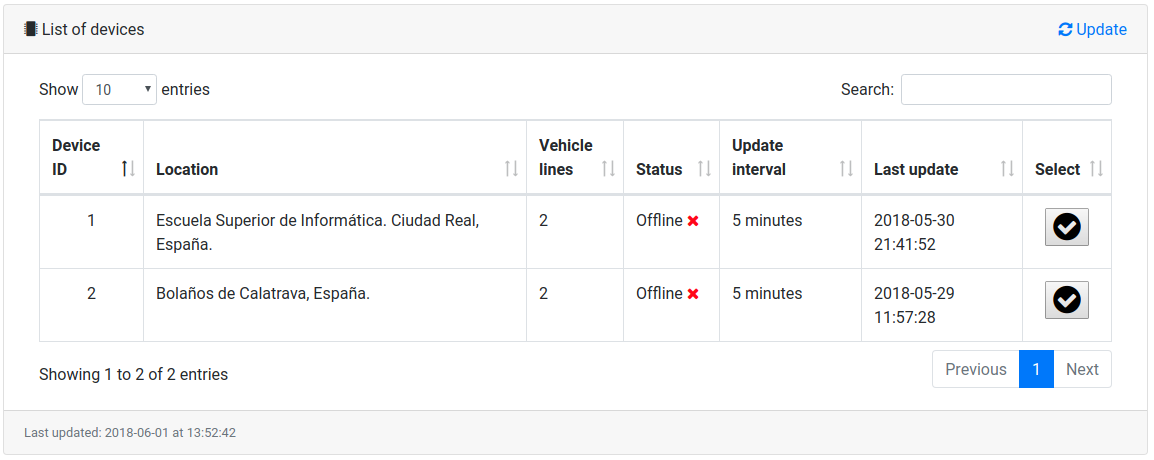 List of devices
Update
Show 10 entries
Search:
Device ID
Location
Vehicle lines
Status
Update interval
Last update
Select
1
Escuela Superior de Informática. Ciudad Real,
España.
2
Offline
5 minutes
2018-05-30
21:41:52
2
Bolaños de Calatrava, España.
2
Offline
5 minutes
2018-05-29
11:57:28
Showing 1 to 2 of 2 entries
Previous 1 Next
Last updated: 2018-06-01 at 13:52:42